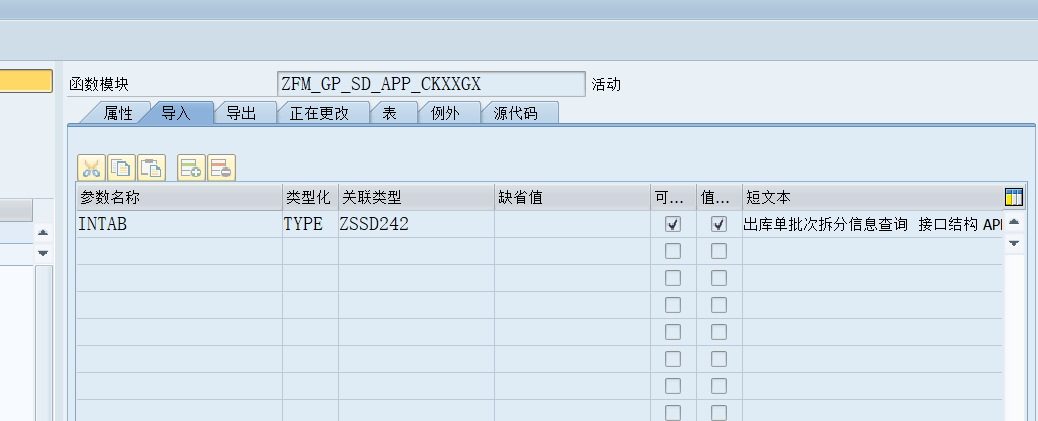 函数模块 ZFM_GP_SD_APP_CKXXGX 活动
属性 导入 导出 正在更改 表 例外 源代码
参数名称 类型化 关联类型 缺省值 可... 值... 短文本
INTAB TYPE ZSSD242 出库单批次拆分信息查询 接口结构